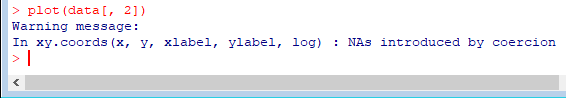 > plot(data[, 2])
Warning message:
In xy.coords(x, y, xlabel, ylabel, log) : NAs introduced by coercion
>